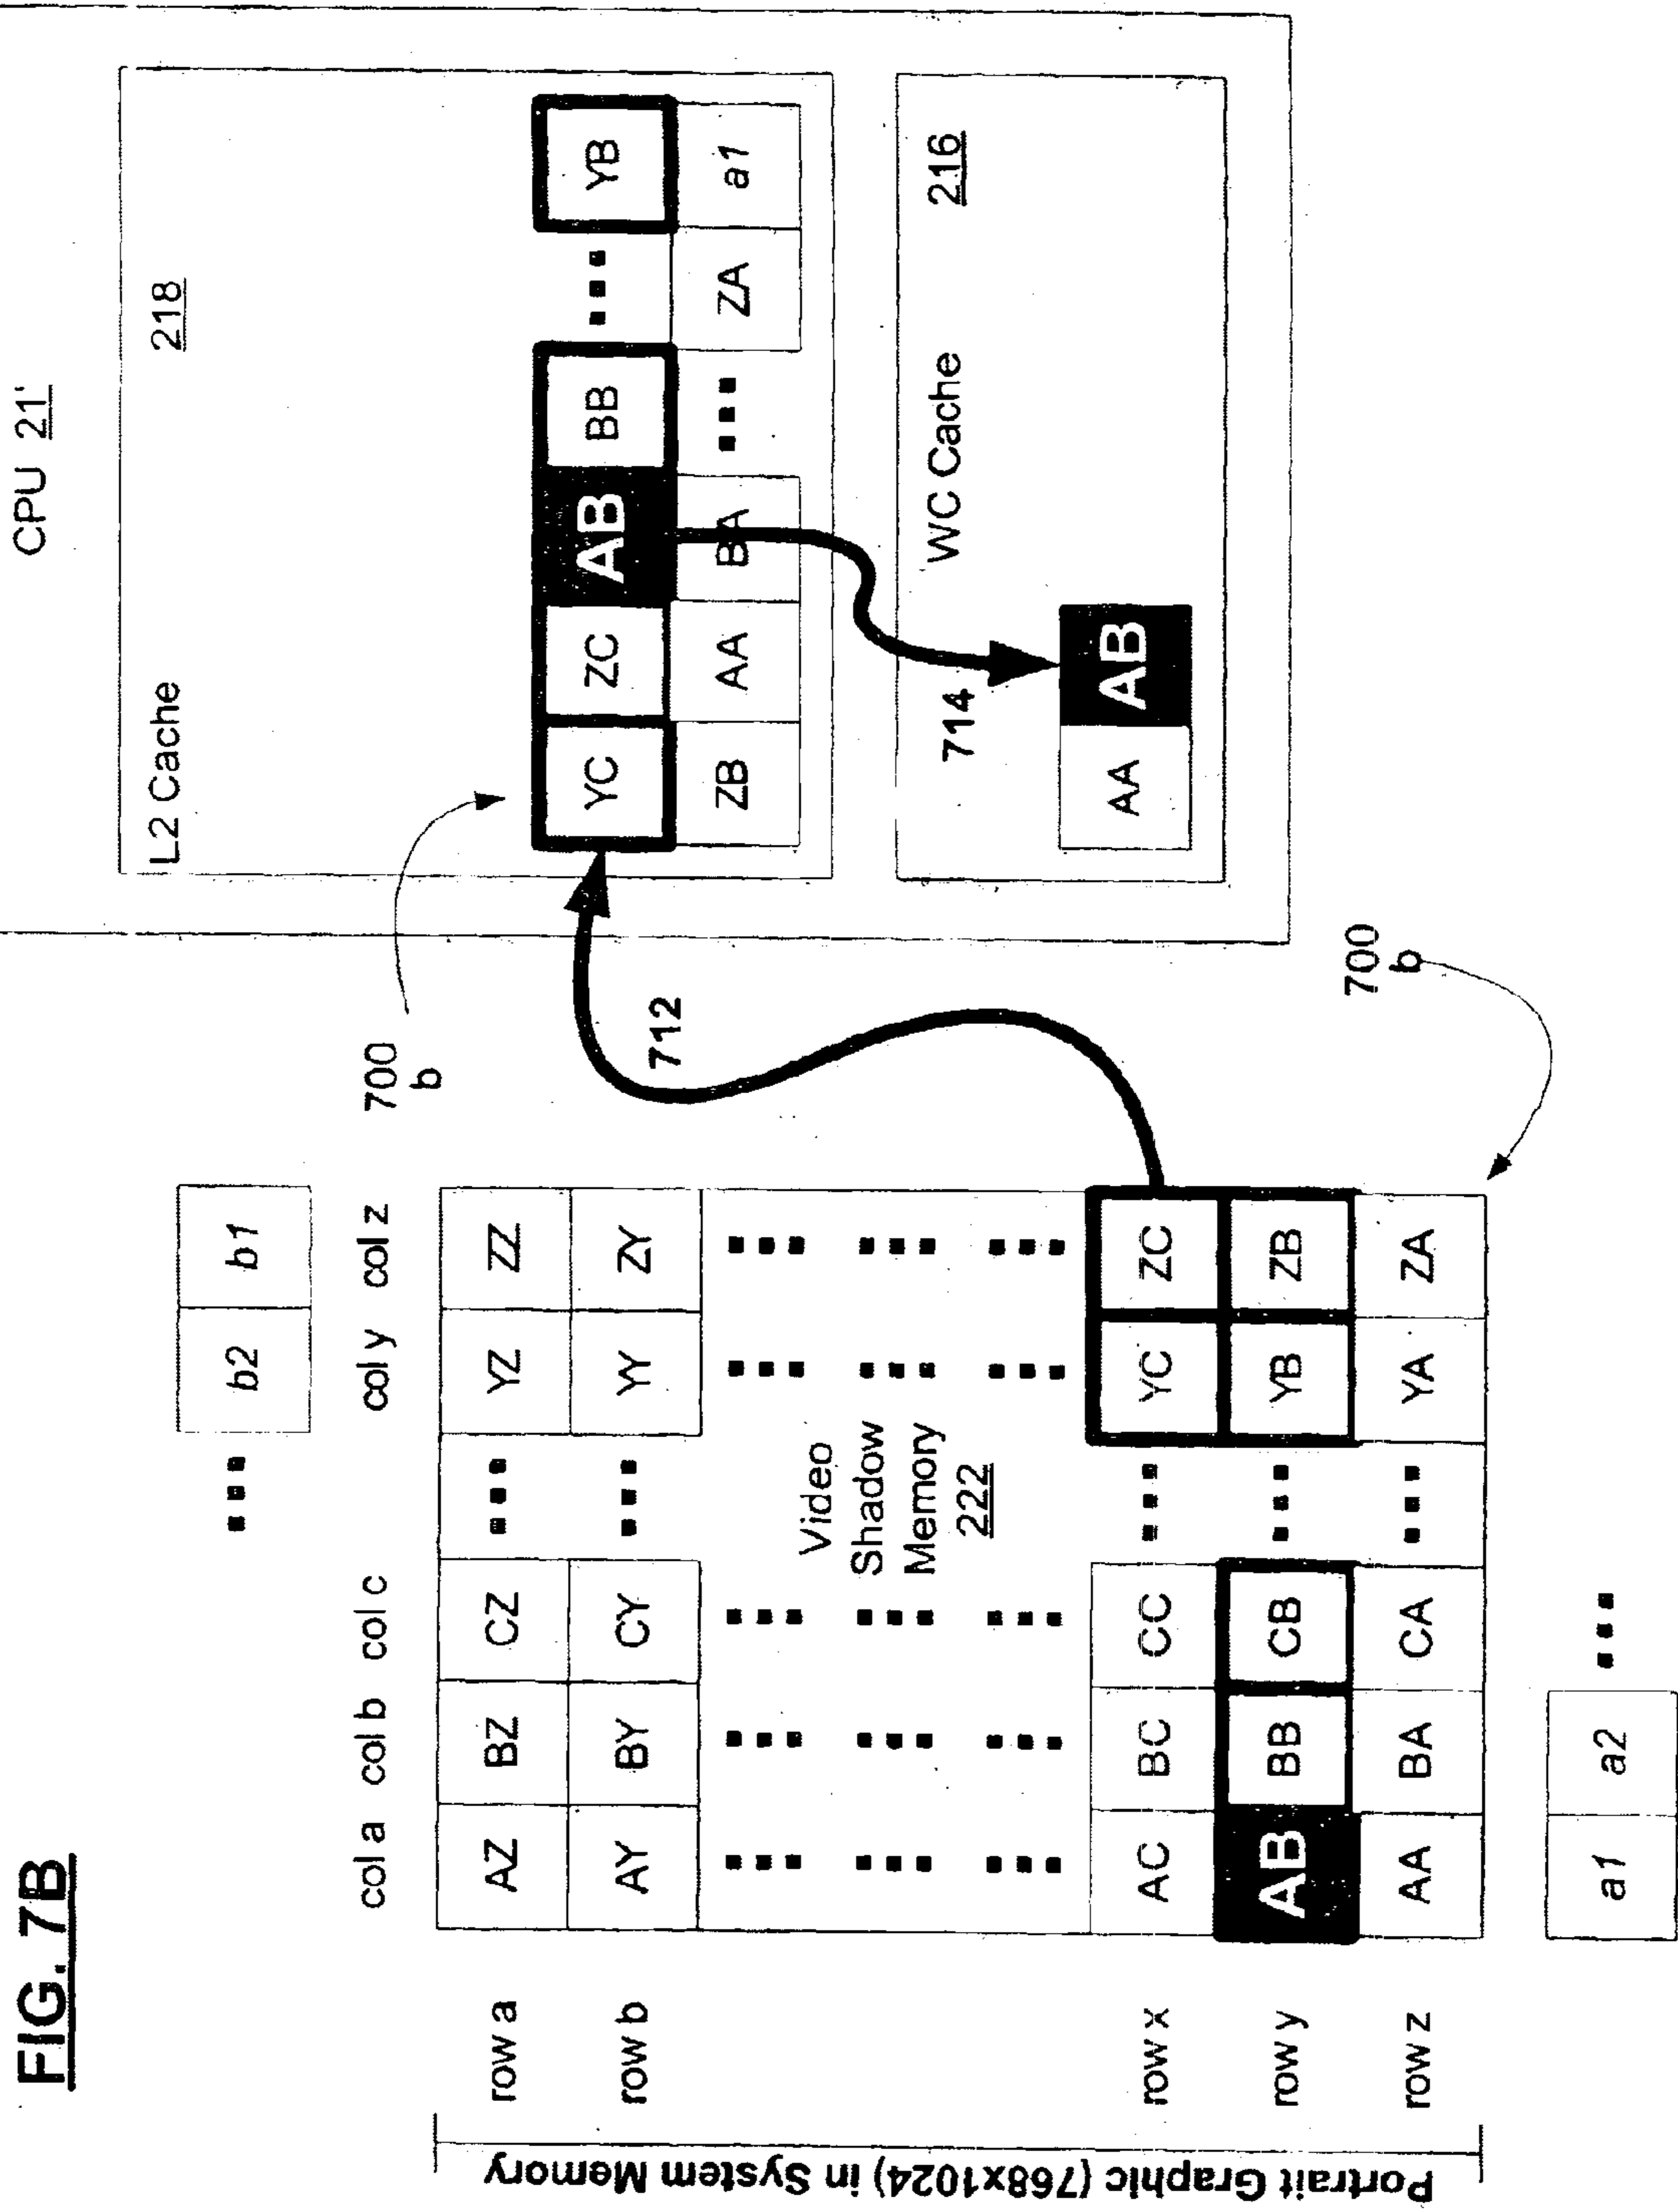 FIG. 7B
CPU 21'
L2 Cache 218
YC ZC AB BB ... YB
ZB AA BA ... ZA a1
WC Cache 216
AA AB
714
712
700
b
700
b
... b2 b1
col a col b col c col y col z
row a AZ BZ CZ ... YZ ZZ
row b AY BY CY ... YY ZY
Video
Shadow
Memory
222
row x AC BC CC ... YC ZC
row y AB BB CB ... YB ZB
row z AA BA CA ... YA ZA
a1 a2 ...
Portrait Graphic (768x1024) in System Memory